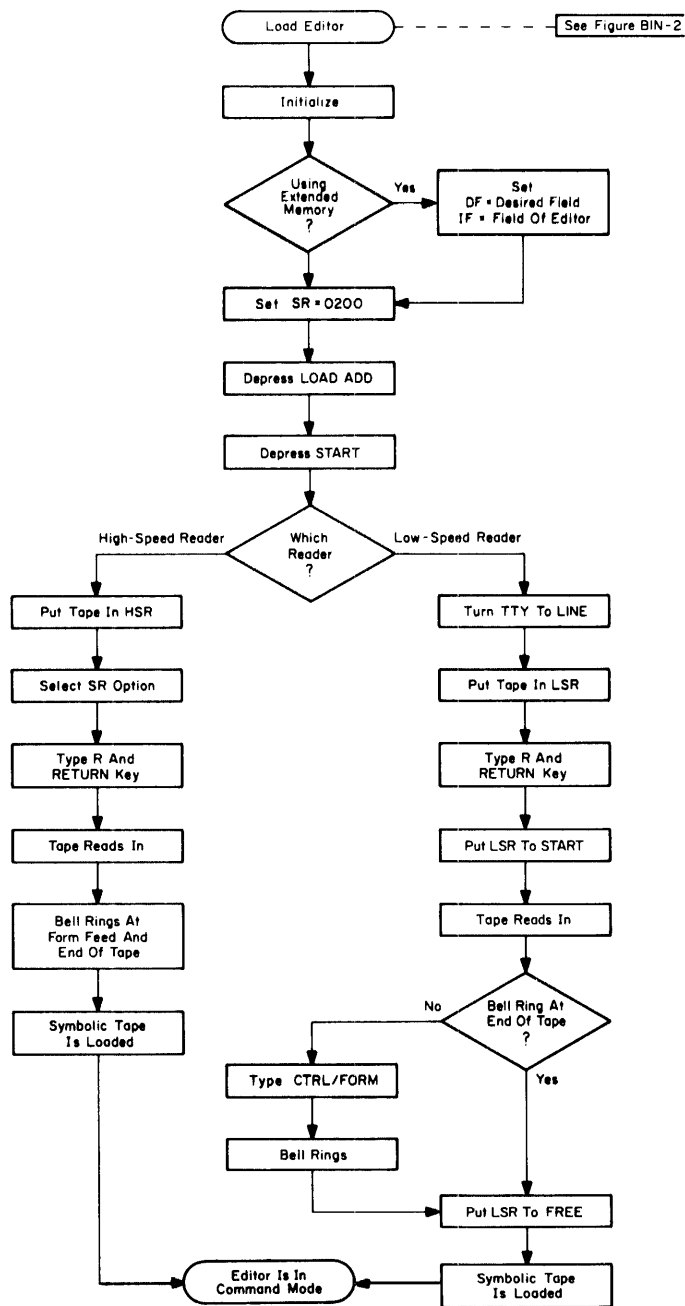 Load Editor
See Figure BIN-2
Initialize
Using
Extended
Memory
?
Yes
Set
DF = Desired Field
IF = Field Of Editor
Set SR = 0200
Depress LOAD ADD
Depress START
Which
Reader
?
High-Speed Reader
Low-Speed Reader
Put Tape In HSR
Select SR Option
Type R And
RETURN Key
Tape Reads In
Bell Rings At
Form Feed And
End Of Tape
Symbolic Tape
Is Loaded
Turn TTY To LINE
Put Tape In LSR
Type R And
RETURN Key
Put LSR To START
Tape Reads In
Bell Ring At
End Of Tape
?
No
Yes
Type CTRL/FORM
Bell Rings
Put LSR To FREE
Symbolic Tape
Is Loaded
Editor Is In
Command Mode